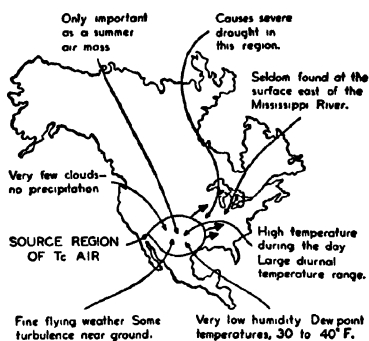 Only important
as a summer
air mass
Causes severe
drought in
this region.
Seldom found at the
surface east of the
Mississippi River.
Very few clouds-
no precipitation
SOURCE REGION
OF Tc AIR
High temperature
during the day
Large diurnal
temperature range.
Fine flying weather Some
turbulence near ground.
Very low humidity Dew point
temperatures, 30 to 40°F.